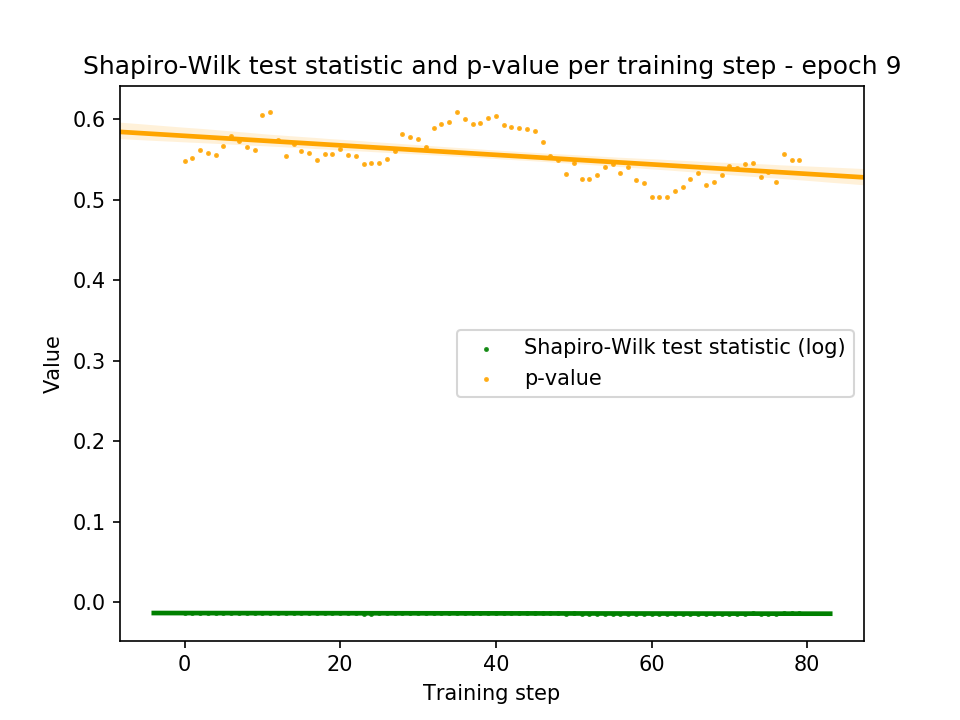 Shapiro-Wilk test statistic and p-value per training step - epoch 9
0.6
0.5
0.4
0.3
0.2
0.1
0.0
Value
Shapiro-Wilk test statistic (log)
p-value
0 20 40 60 80
Training step